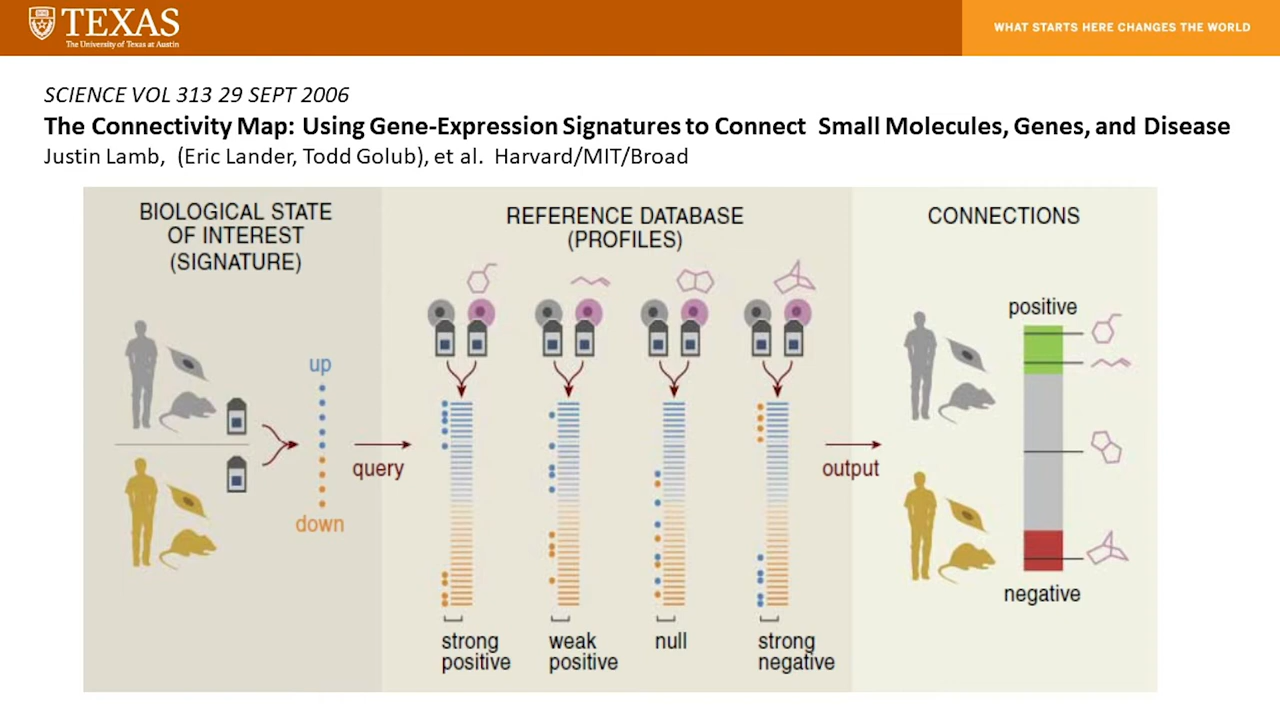 TEXAS
The University of Texas at Austin
WHAT STARTS HERE CHANGES THE WORLD
SCIENCE VOL 313 29 SEPT 2006
The Connectivity Map: Using Gene-Expression Signatures to Connect Small Molecules, Genes, and Disease
Justin Lamb, (Eric Lander, Todd Golub), et al. Harvard/MIT/Broad
BIOLOGICAL STATE
OF INTEREST
(SIGNATURE)
up
down
query
REFERENCE DATABASE
(PROFILES)
strong
positive
weak
positive
null
strong
negative
output
CONNECTIONS
positive
negative